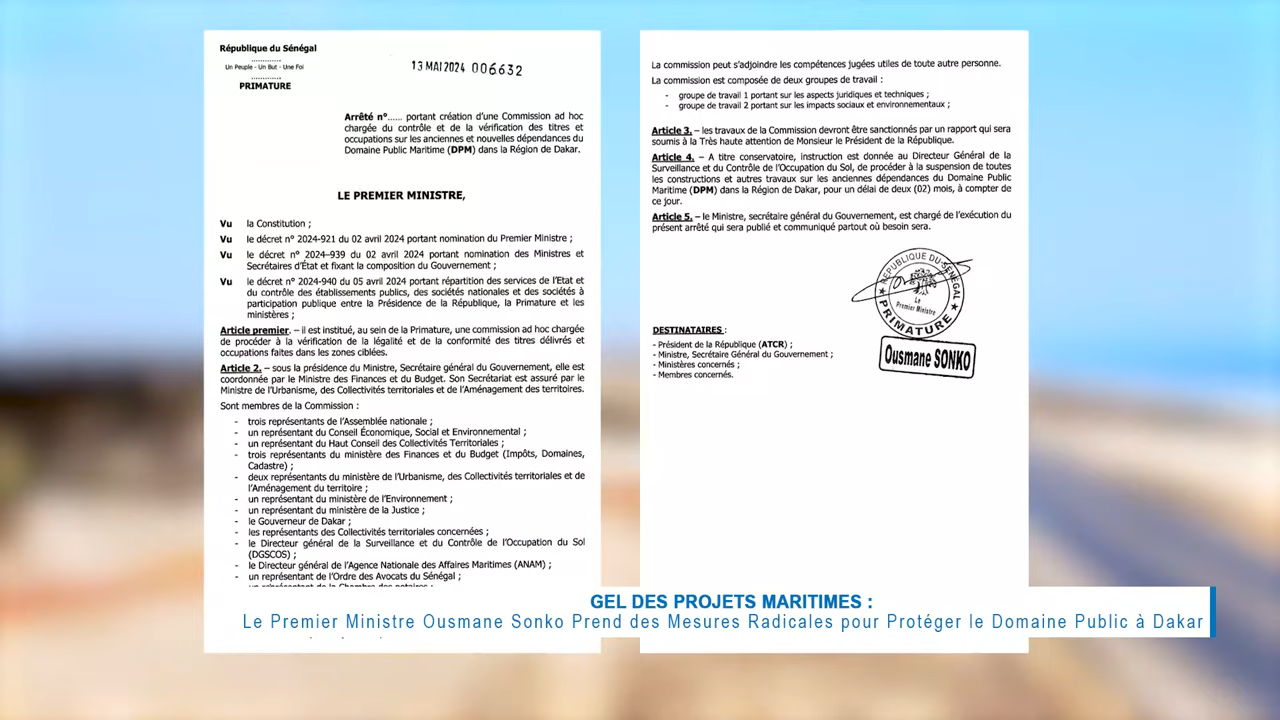 République du Sénégal
Un Peuple - Un But - Une Foi
PRIMATURE
13 MAI 2024 006632
Arrêté n°...... portant création d'une Commission ad hoc
chargée du contrôle et de la vérification des titres et
occupations sur les anciennes et nouvelles dépendances du
Domaine Public Maritime (DPM) dans la Région de Dakar.
LE PREMIER MINISTRE,
Vu la Constitution ;
Vu le décret n° 2024-921 du 02 avril 2024 portant nomination du Premier Ministre ;
Vu le décret n° 2024–939 du 02 avril 2024 portant nomination des Ministres et
Secrétaires d'État et fixant la composition du Gouvernement ;
Vu le décret n° 2024-940 du 05 avril 2024 portant répartition des services de l'Etat et
du contrôle des établissements publics, des sociétés nationales et des sociétés à
participation publique entre la Présidence de la République, la Primature et les
ministères ;
Article premier. – il est institué, au sein de la Primature, une commission ad hoc chargée
de procéder à la vérification de la légalité et de la conformité des titres délivrés et
occupations faites dans les zones ciblées.
Article 2. – sous la présidence du Ministre, Secrétaire général du Gouvernement, elle est
coordonnée par le Ministre des Finances et du Budget. Son Secrétariat est assuré par le
Ministre de l'Urbanisme, des Collectivités territoriales et de l'Aménagement des territoires.
Sont membres de la Commission :
- trois représentants de l'Assemblée nationale ;
- un représentant du Conseil Économique, Social et Environnemental ;
- un représentant du Haut Conseil des Collectivités Territoriales ;
- trois représentants du ministère des Finances et du Budget (Impôts, Domaines,
Cadastre) ;
- deux représentants du ministère de l'Urbanisme, des Collectivités territoriales et de
l'Aménagement du territoire ;
- un représentant du ministère de l'Environnement ;
- un représentant du ministère de la Justice ;
- le Gouverneur de Dakar ;
- les représentants des Collectivités territoriales concernées ;
- le Directeur général de la Surveillance et du Contrôle de l'Occupation du Sol
(DGSCOS) ;
- le Directeur général de l'Agence Nationale des Affaires Maritimes (ANAM) ;
- un représentant de l'Ordre des Avocats du Sénégal ;
- un représentant de la Chambre des notaires ;
La commission peut s'adjoindre les compétences jugées utiles de toute autre personne.
La commission est composée de deux groupes de travail :
- groupe de travail 1 portant sur les aspects juridiques et techniques ;
- groupe de travail 2 portant sur les impacts sociaux et environnementaux ;
Article 3. – les travaux de la Commission devront être sanctionnés par un rapport qui sera
soumis à la Très haute attention de Monsieur le Président de la République.
Article 4. – A titre conservatoire, instruction est donnée au Directeur Général de la
Surveillance et du Contrôle de l'Occupation du Sol, de procéder à la suspension de toutes
les constructions et autres travaux sur les anciennes dépendances du Domaine Public
Maritime (DPM) dans la Région de Dakar, pour un délai de deux (02) mois, à compter de
ce jour.
Article 5. – le Ministre, secrétaire général du Gouvernement, est chargé de l'exécution du
présent arrêté qui sera publié et communiqué partout où besoin sera.
REPUBLIQUE DU SENEGAL
Le
Premier Ministre
PRIMATURE
Ousmane SONKO
DESTINATAIRES :
- Président de la République (ATCR) ;
- Ministre, Secrétaire Général du Gouvernement ;
- Ministères concernés ;
- Membres concernés.
GEL DES PROJETS MARITIMES :
Le Premier Ministre Ousmane Sonko Prend des Mesures Radicales pour Protéger le Domaine Public à Dakar